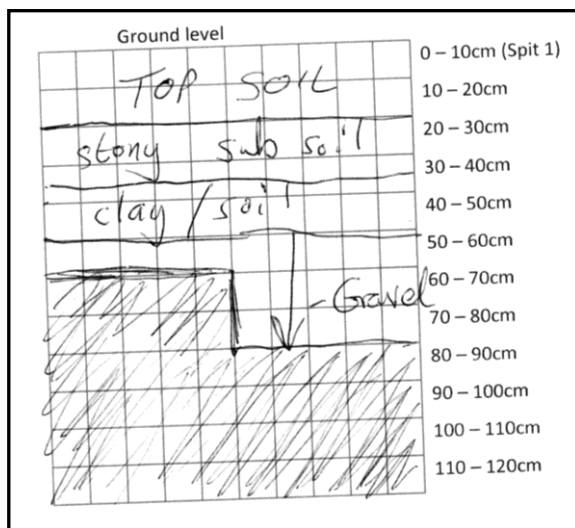 Ground level
0 – 10cm (Spit 1)
TOP SOIL
10 – 20cm
20 – 30cm
stony sub soil
30 – 40cm
40 – 50cm
clay / soil
50 – 60cm
60 – 70cm
- Gravel
70 – 80cm
80 – 90cm
90 – 100cm
100 – 110cm
110 – 120cm